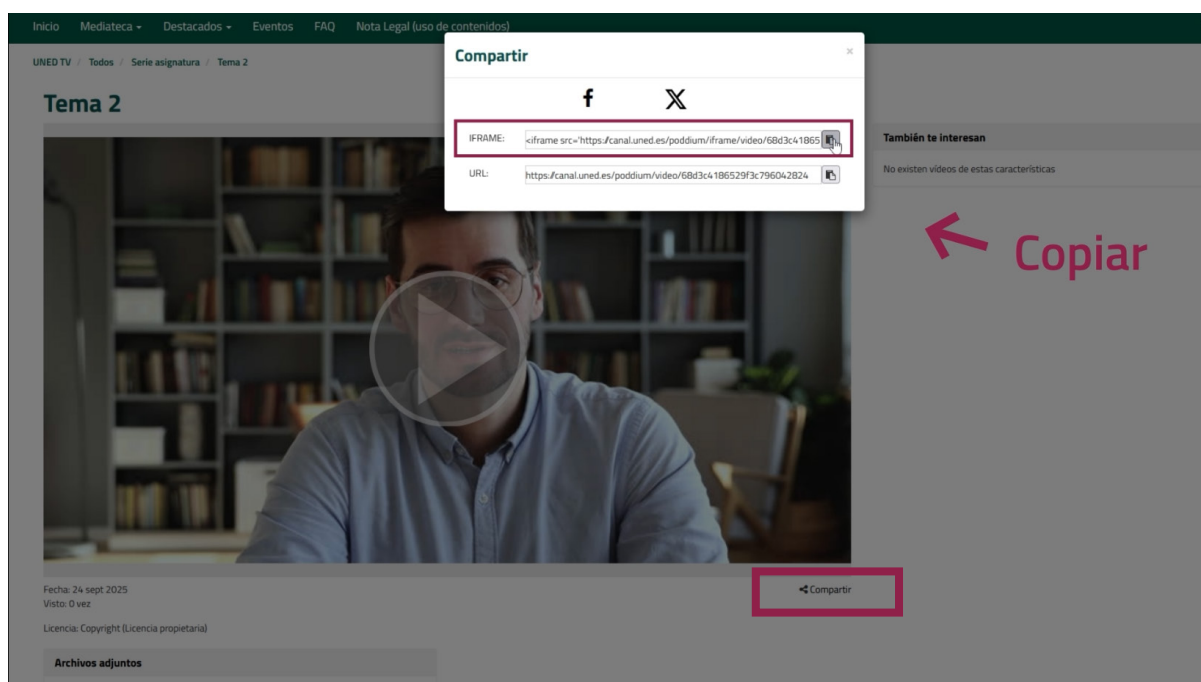 Inicio Mediateca Destacados Eventos FAQ Nota Legal (uso de contenidos)
UNED TV / Todos / Serie asignatura / Tema 2
Tema 2
Compartir
×
IFRAME: <iframe src='https://canal.uned.es/poddium/iframe/video/68d3c41865
URL: https://canal.uned.es/poddium/video/68d3c4186529f3c796042824
También te interesan
No existen vídeos de estas características
Copiar
Fecha: 24 sept 2025
Compartir
Visto: 0 vez
Licencia: Copyright (Licencia propietaria)
Archivos adjuntos